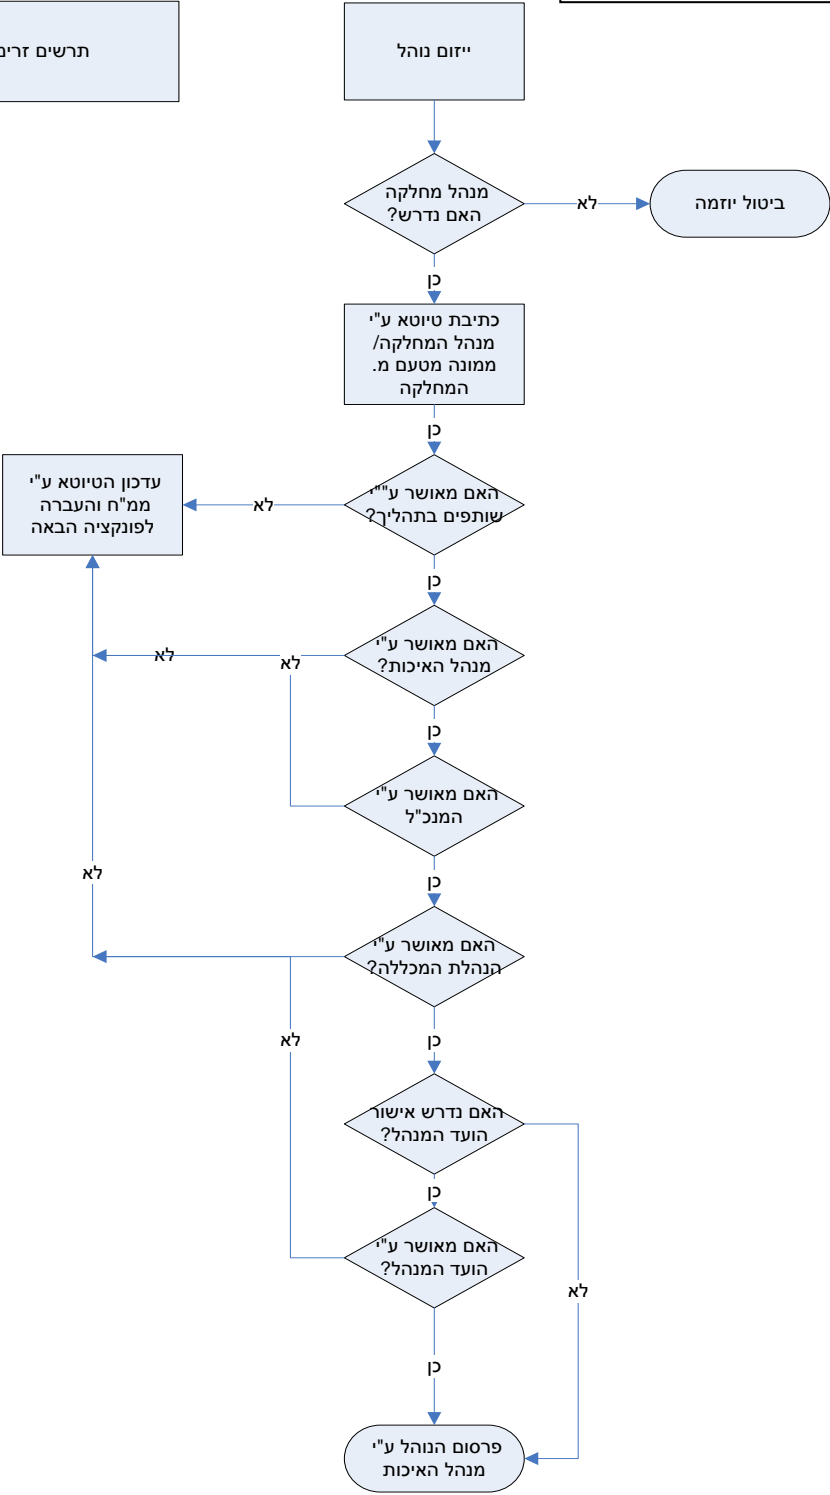 ייזום נוהל
תרשים
מנהל מחלקה
האם נדרש?
לא
ביטול יוזמה
כן
כתיבת טיוטא ע"י
מנהל המחלקה/
ממונה מטעם מ.
המחלקה
כן
האם מאושר ע""י
שותפים בתהליך?
לא
עדכון הטיוטא ע"י
ממ"ח והעברה
לפונקציה הבאה
כן
האם מאושר ע"י
מנהל האיכות?
לא
לא
כן
האם מאושר ע"י
המנכ"ל
לא
כן
האם מאושר ע"י
הנהלת המכללה?
לא
כן
האם נדרש אישור
הועד המנהל?
כן
האם מאושר ע"י
הועד המנהל?
לא
כן
פרסום הנוהל ע"י
מנהל האיכות